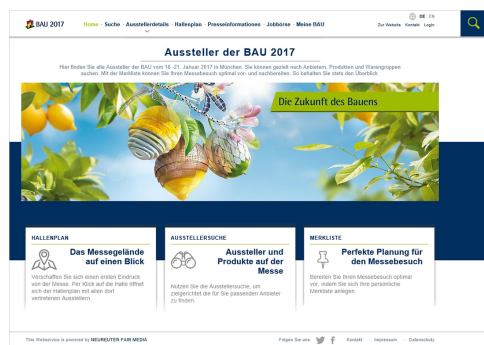 BAU 2017
Home · Suche · Ausstellerdetails · Hallenplan · Presseinformationen · Jobbörse · Meine BAU
DE EN
Zur Website Kontakt Login
Aussteller der BAU 2017
Hier finden Sie alle Aussteller der BAU vom 16.-21. Januar 2017 in München. Sie können gezielt nach Anbietern, Produkten und Warengruppen
suchen. Mit der Merkliste können Sie Ihren Messebesuch optimal vor- und nachbereiten. So behalten Sie stets den Überblick.
Die Zukunft des Bauens
HALLENPLAN
Das Messegelände
auf einen Blick
Verschaffen Sie sich einen ersten Eindruck
von der Messe. Per Klick auf die Halle öffnet
sich der Hallenplan mit allen dort
vertretenen Ausstellern.
AUSSTELLERSUCHE
Aussteller und
Produkte auf der
Messe
Nutzen Sie die Ausstellersuche, um
zielgerichtet die für Sie passenden Anbieter
zu finden.
MERKLISTE
Perfekte Planung für
den Messebesuch
Bereiten Sie Ihren Messebesuch optimal
vor, indem Sie sich Ihre persönliche
Merkliste anlegen.
This Webservice is powered by NEUREUTER FAIR MEDIA
Folgen Sie uns
Kontakt · Impressum · Datenschutz